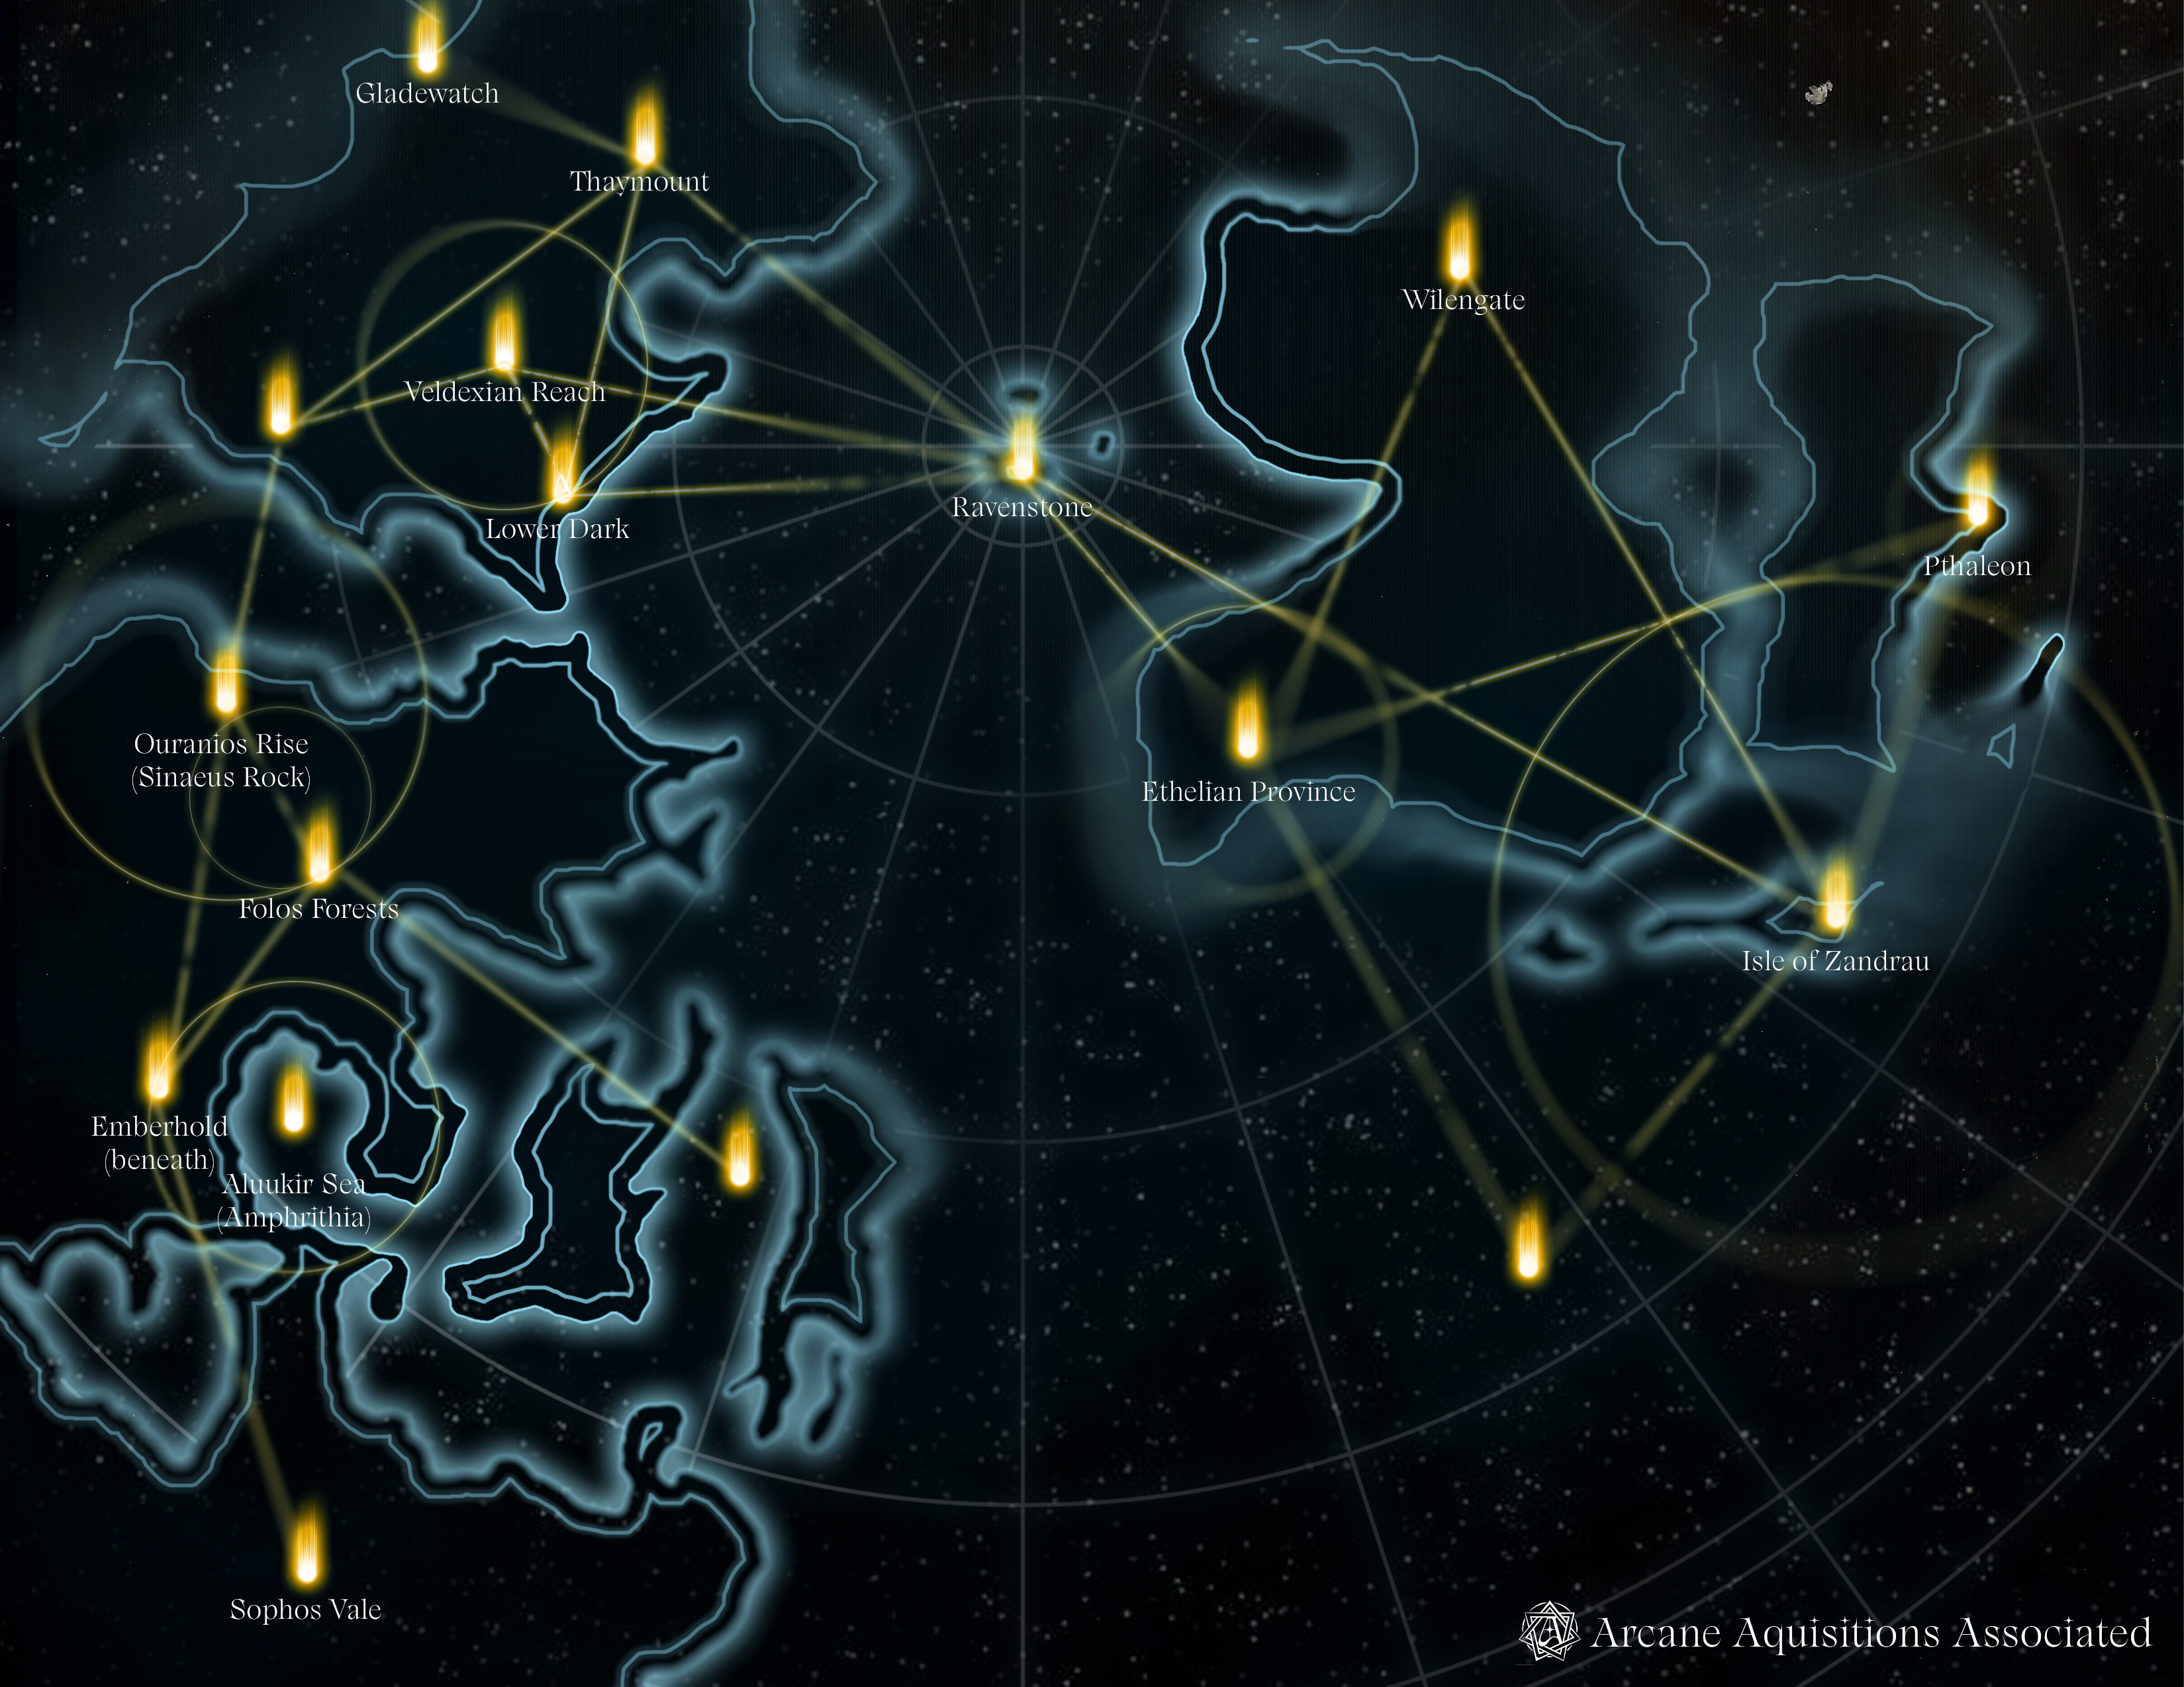 Gladewatch
Thaymount
Wilengate
Veldexian Reach
Ravenstone
Lower Dark
Pthaleon
Ouranios Rise
(Sinaeus Rock)
Ethelian Province
Folos Forests
Isle of Zandrau
Emberhold
(beneath)
Aluukir Sea
(Amphrithia)
Sophos Vale
Arcane Aquisitions Associated